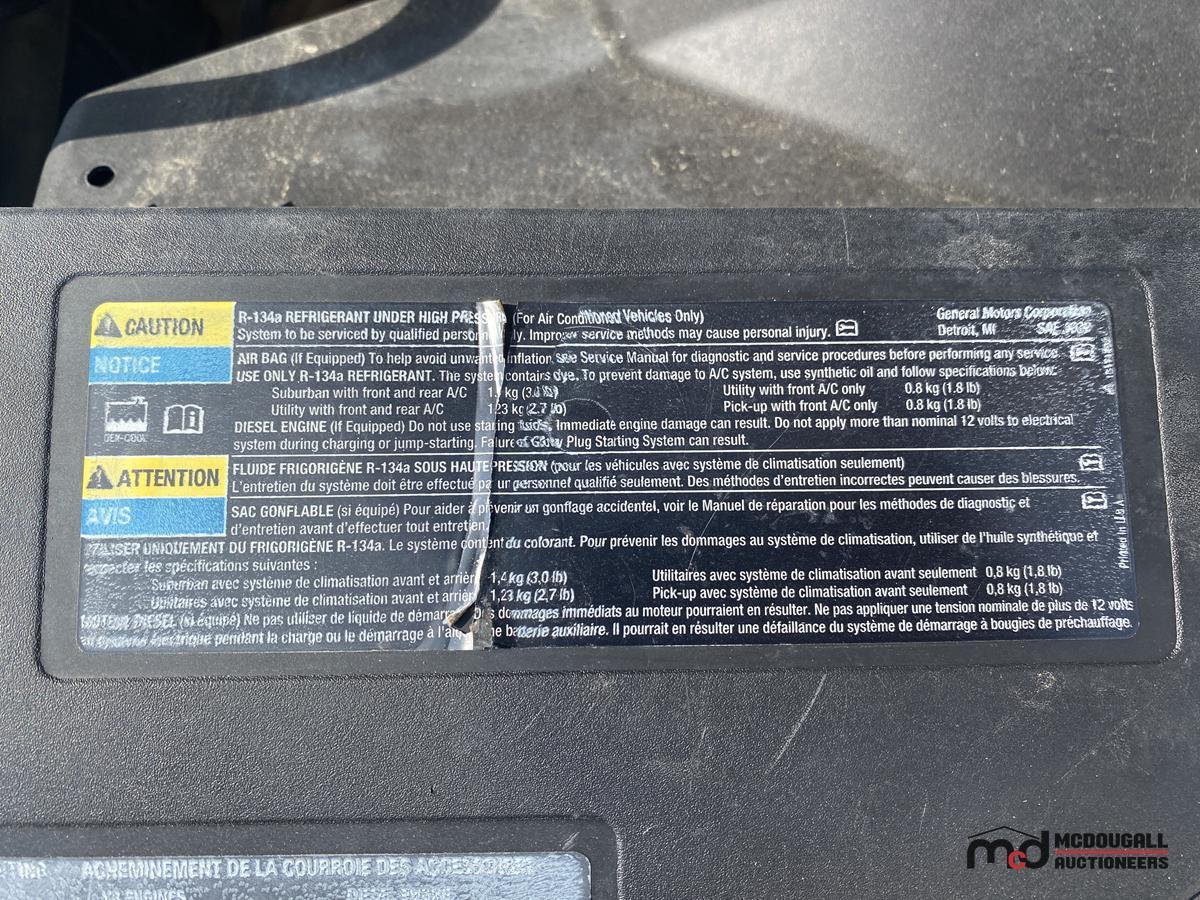 CAUTION
R-134a REFRIGERANT UNDER HIGH (For Air Conditioned Vehicles Only)
General Motors Corporation
System to be serviced by qualified service methods may cause personal injury.
Detroit, MI SAE
NOTICE
AIR BAG (If Equipped) To help avoid inflation, see Service Manual for diagnostic and service procedures before performing any service.
USE ONLY R-134a REFRIGERANT. The contains dye. To prevent damage to A/C system, use synthetic oil and follow specifications below:
Suburban with front and rear A/C kg
Utility with front A/C only 0.8 kg (1.8 lb)
Utility with front and rear A/C kg (2.7 lb)
Pick-up with front A/C only 0.8 kg (1.8 lb)
DIESEL ENGINE (If Equipped) Do not use Immediate engine damage can result. Do not apply more than nominal 12 volts to electrical
system during charging or jump-starting. Plug Starting System can result.
ATTENTION
FLUIDE FRIGORIGÈNE R-134a SOUS HAUTE PRESSION (pour les véhicules avec système de climatisation seulement)
L'entretien du système doit être effectué personnel qualifié seulement. Des méthodes d'entretien incorrectes peuvent causer des blessures.
AVIS
SAC GONFLABLE (si équipé) Pour aider à prévenir un gonflage accidentel, voir le Manuel de réparation pour les méthodes de diagnostic et
d'entretien avant d'effectuer tout entretien.
UNIQUEMENT DU FRIGORIGÈNE R-134a. Le système du colorant. Pour prévenir les dommages au système de climatisation, utiliser de l'huile synthétique et
les spécifications suivantes :
Suburban avec système de climatisation avant et 1,4 kg (3,0 lb)
Utilitaires avec système de climatisation avant seulement 0,8 kg (1,8 lb)
Utilitaires avec système de climatisation avant et 1,23 kg (2,7 lb)
Pick-up avec système de climatisation avant seulement 0,8 kg (1,8 lb)
MOTEUR DIESEL (si équipé) Ne pas utiliser de liquide de dommages immédiats au moteur pourraient en résulter. Ne pas appliquer une tension nominale de plus de 12 volts
électrique pendant la charge ou le démarrage à batterie auxiliaire. Il pourrait en résulter une défaillance du système de démarrage à bougies de préchauffage.
Printed in U.S.A.
ACHEMINEMENT DE LA COURROIE DES ACCESSOIRES
ENGINES
mcd MCDOUGALL
AUCTIONEERS